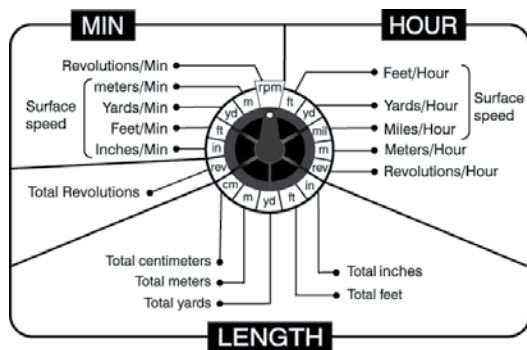 MIN
HOUR
Revolutions/Min
meters/Min
Yards/Min
Feet/Min
Inches/Min
Surface
speed
Total Revolutions
rpm
ft
yd
mil
m
rev
in
ft
yd
m
cm
rev
in
ft
yd
m
Feet/Hour
Yards/Hour
Miles/Hour
Surface
speed
Meters/Hour
Revolutions/Hour
Total centimeters
Total meters
Total yards
Total inches
Total feet
LENGTH